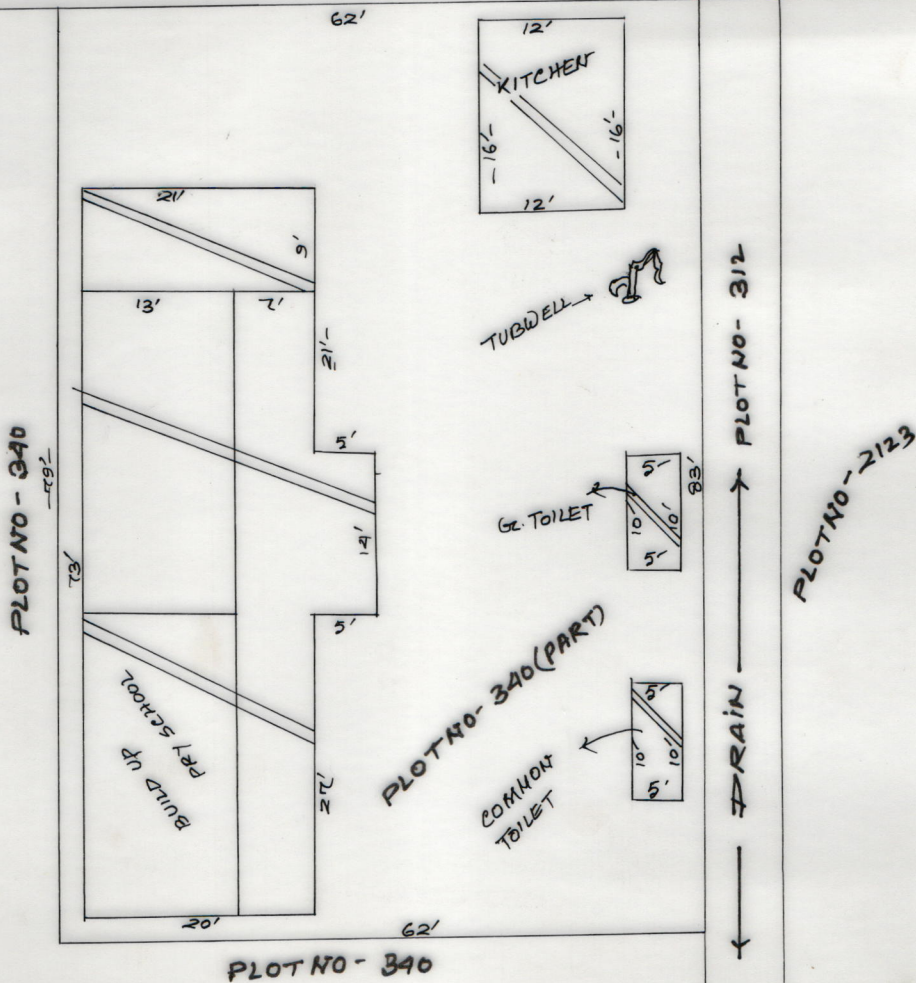 62'
12'
KITCHEN
-16'-
-16'-
12'
21'
9'
13'
7'
21'-
TUBWELL
PLOT NO- 312
PLOT NO- 340
73'
5'
14'
5'
G. TOILET
5'
10'
10'
5'
83'
PLOT NO- 2123
PLOT NO- 340 (PART)
BUILD UP
PRY SCHOOL
27'
COMMON
TOILET
5'
10'
10'
5'
DRAIN
20'
62'
PLOT NO- 340